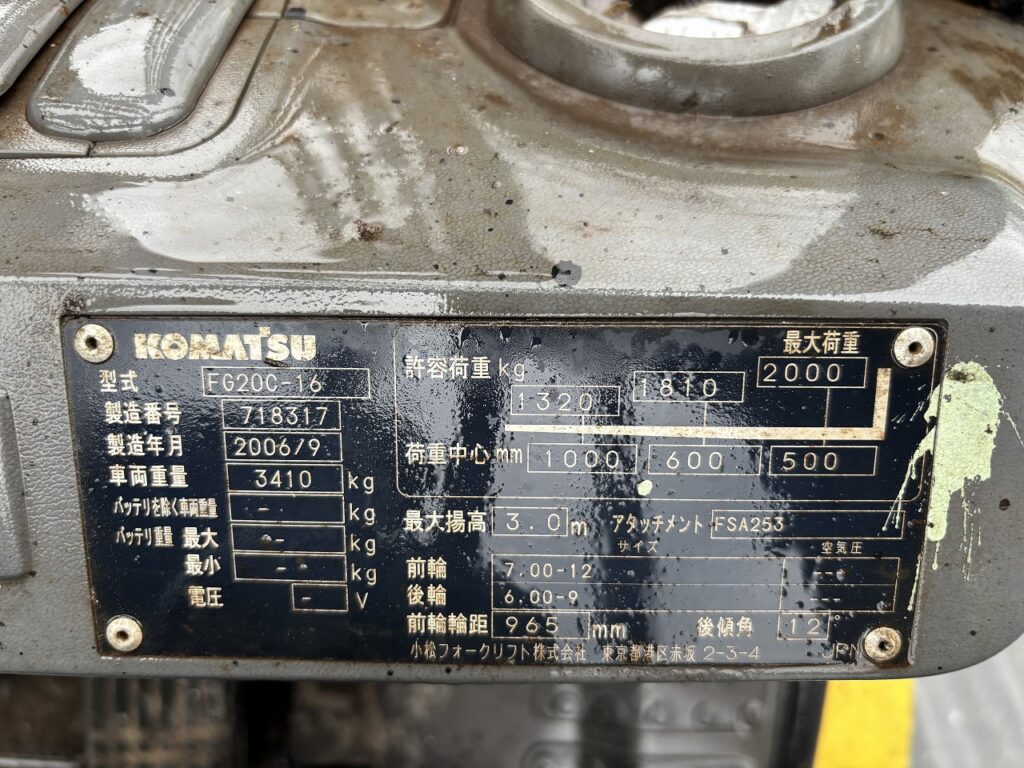 KOMATSU
型式 FG20C-16
製造番号 718317
製造年月 2006/9
車両重量 3410 kg
バッテリを除く車両重量 -- kg
バッテリ重量 最大 -- kg
最小 -- kg
電圧 - V
最大荷重
許容荷重 kg 1320 1810 2000
荷重中心 mm 1000 600 500
最大揚高 3.0 m アタッチメント FSA253
サイズ 空気圧
前輪 7.00-12 --
後輪 6.00-9 --
前輪輪距 965 mm 後傾角 12°
小松フォークリフト株式会社 東京都港区赤坂 2-3-4 JPN